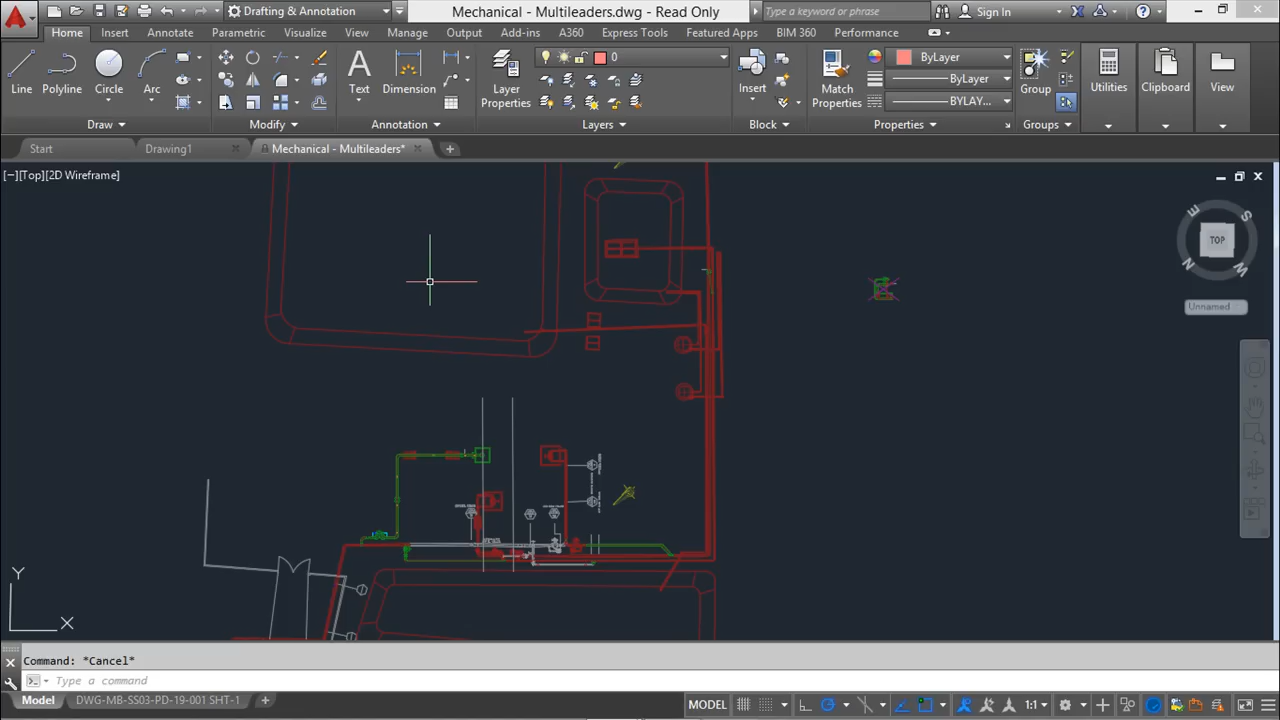 Drafting & Annotation
Mechanical - Multileaders.dwg - Read Only
Type a keyword or phrase
Sign In
Home Insert Annotate Parametric Visualize View Manage Output Add-ins A360 Express Tools Featured Apps BIM 360 Performance
Line Polyline Circle Arc Text Dimension Layer Properties 0 Insert Match Properties ByLayer ByLayer BYLAY... Group Utilities Clipboard View
Draw Modify Annotation Layers Block Properties Groups
Start Drawing1 Mechanical - Multileaders*
[−][Top][2D Wireframe]
E S
TOP
N W
Unnamed
Y
X
Command: *Cancel*
Type a command
Model DWG-MB-SS03-PD-19-001 SHT-1 MODEL 1:1